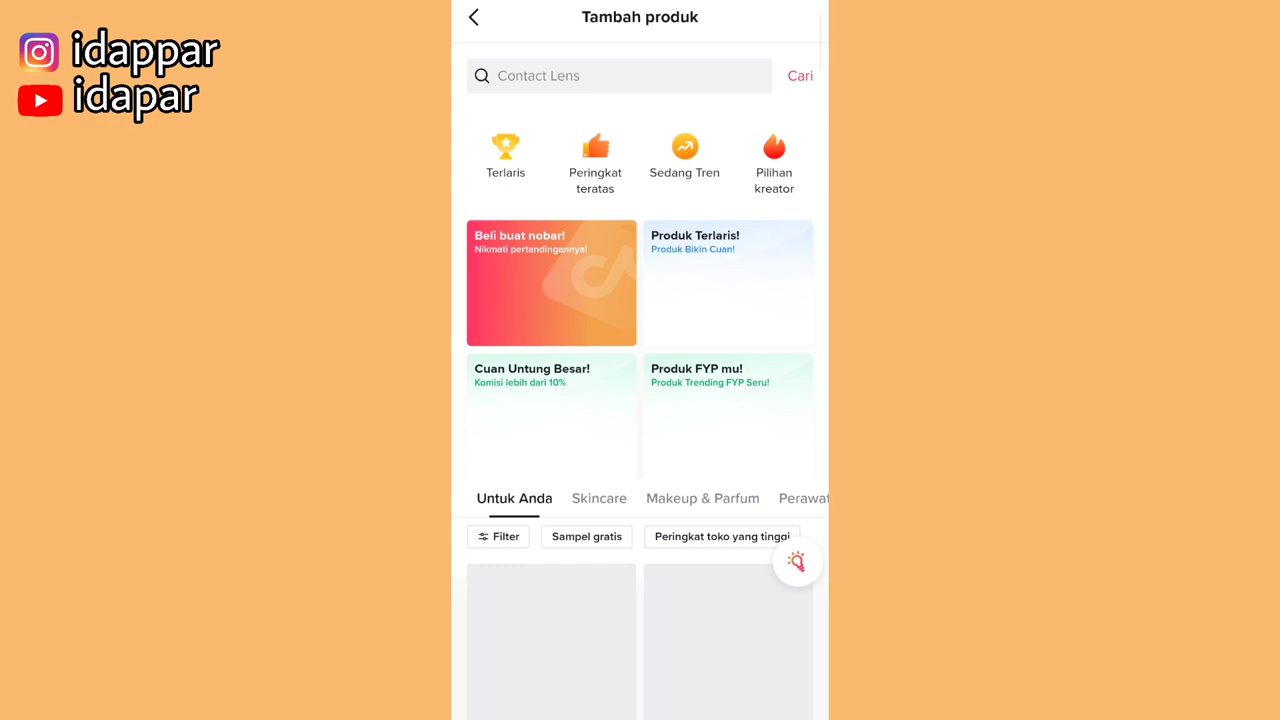 idappar
idapar
Tambah produk
Contact Lens
Cari
Terlaris
Peringkat
teratas
Sedang Tren
Pilihan
kreator
Beli buat nobar!
Nikmati pertandingannya!
Produk Terlaris!
Produk Bikin Cuan!
Cuan Untung Besar!
Komisi lebih dari 10%
Produk FYP mu!
Produk Trending FYP Seru!
Untuk Anda
Skincare
Makeup & Parfum
Perawat
Filter
Sampel gratis
Peringkat toko yang tinggi